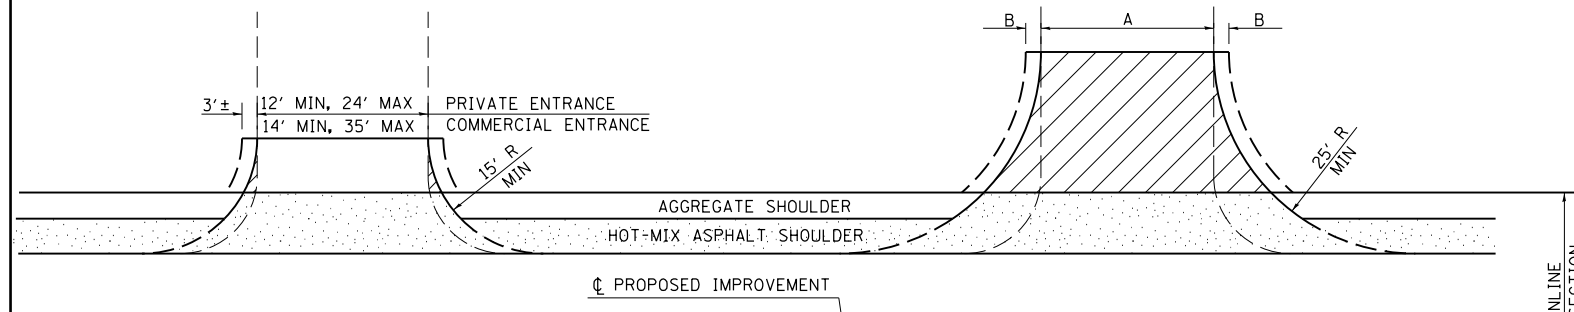 B A B
3'± 12' MIN, 24' MAX PRIVATE ENTRANCE
14' MIN, 35' MAX COMMERCIAL ENTRANCE
15' R
MIN
25' R
MIN
AGGREGATE SHOULDER
HOT-MIX ASPHALT SHOULDER
℄ PROPOSED IMPROVEMENT